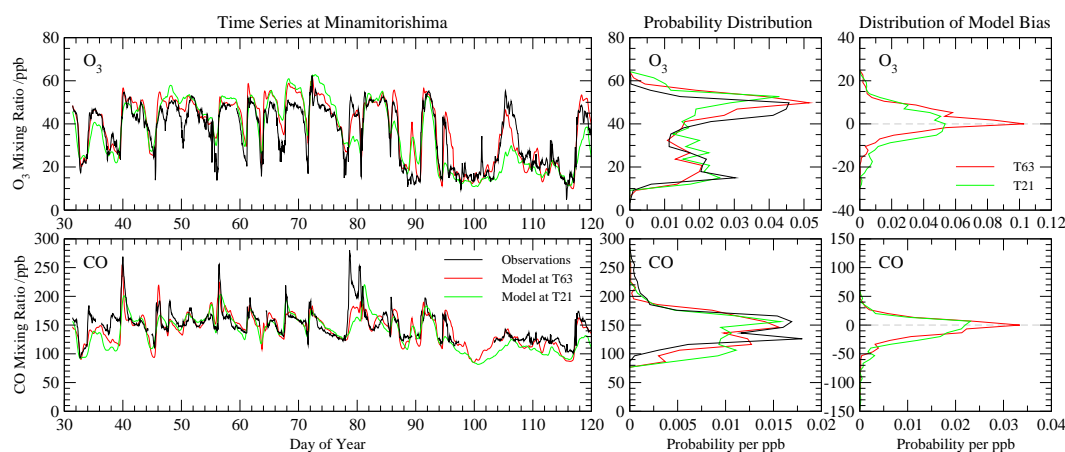 Time Series at Minamitorishima
Probability Distribution
Distribution of Model Bias
O3 Mixing Ratio /ppb
80
60
40
20
0
O3
31 40 50 60 70 80 90 100 110 120
80
60
40
20
0
O3
0 0.01 0.02 0.03 0.04 0.05
40
20
0
-20
-40
O3
T63
T21
0 0.02 0.04 0.06 0.08 0.1 0.12
CO Mixing Ratio /ppb
300
250
200
150
100
50
0
CO
Observations
Model at T63
Model at T21
31 40 50 60 70 80 90 100 110 120
Day of Year
300
250
200
150
100
50
0
CO
0 0.005 0.01 0.015 0.02
Probability per ppb
150
100
50
0
-50
-100
-150
CO
0 0.01 0.02 0.03 0.04
Probability per ppb